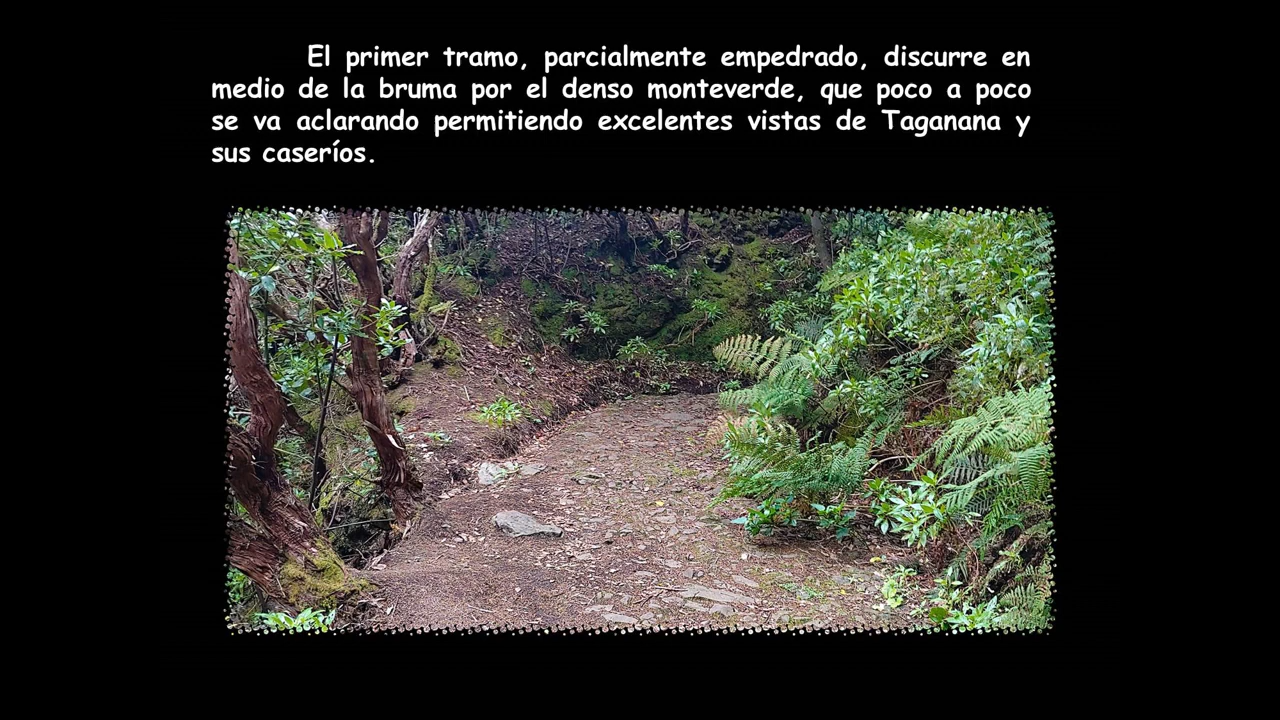 El primer tramo, parcialmente empedrado, discurre en
medio de la bruma por el denso monteverde, que poco a poco
se va aclarando permitiendo excelentes vistas de Taganana y
sus caseríos.